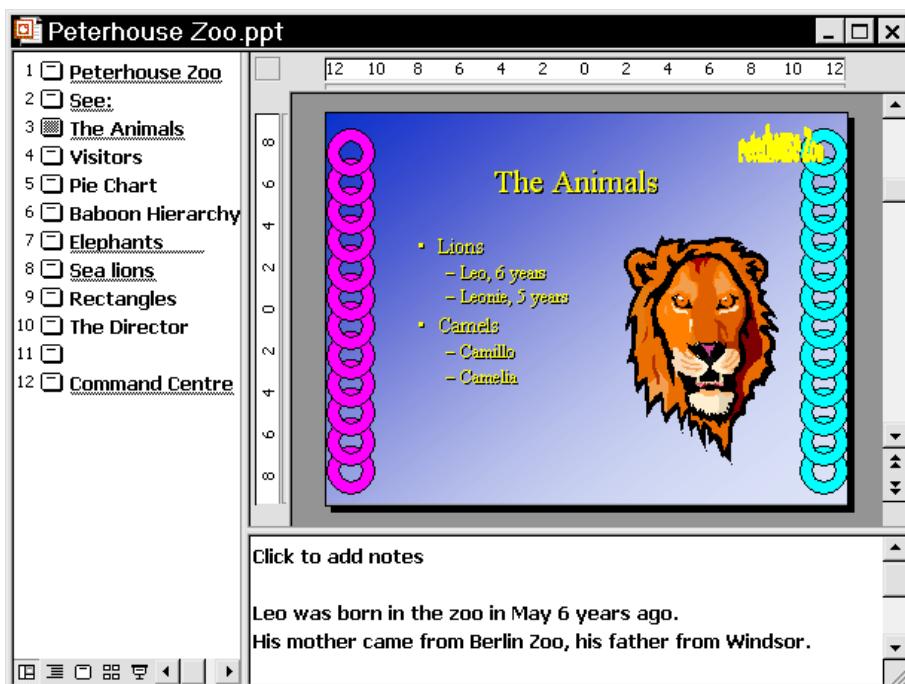 Peterhouse Zoo.ppt
1 Peterhouse Zoo
2 See:
3 The Animals
4 Visitors
5 Pie Chart
6 Baboon Hierarchy
7 Elephants
8 Sea lions
9 Rectangles
10 The Director
11
12 Command Centre
12 10 8 6 4 2 0 2 4 6 8 10 12
8
6
4
2
0
2
4
6
8
Peterhouse Zoo
The Animals
▪ Lions
– Leo, 6 years
– Leonie, 5 years
▪ Camels
– Camillo
– Camelia
Click to add notes
Leo was born in the zoo in May 6 years ago.
His mother came from Berlin Zoo, his father from Windsor.